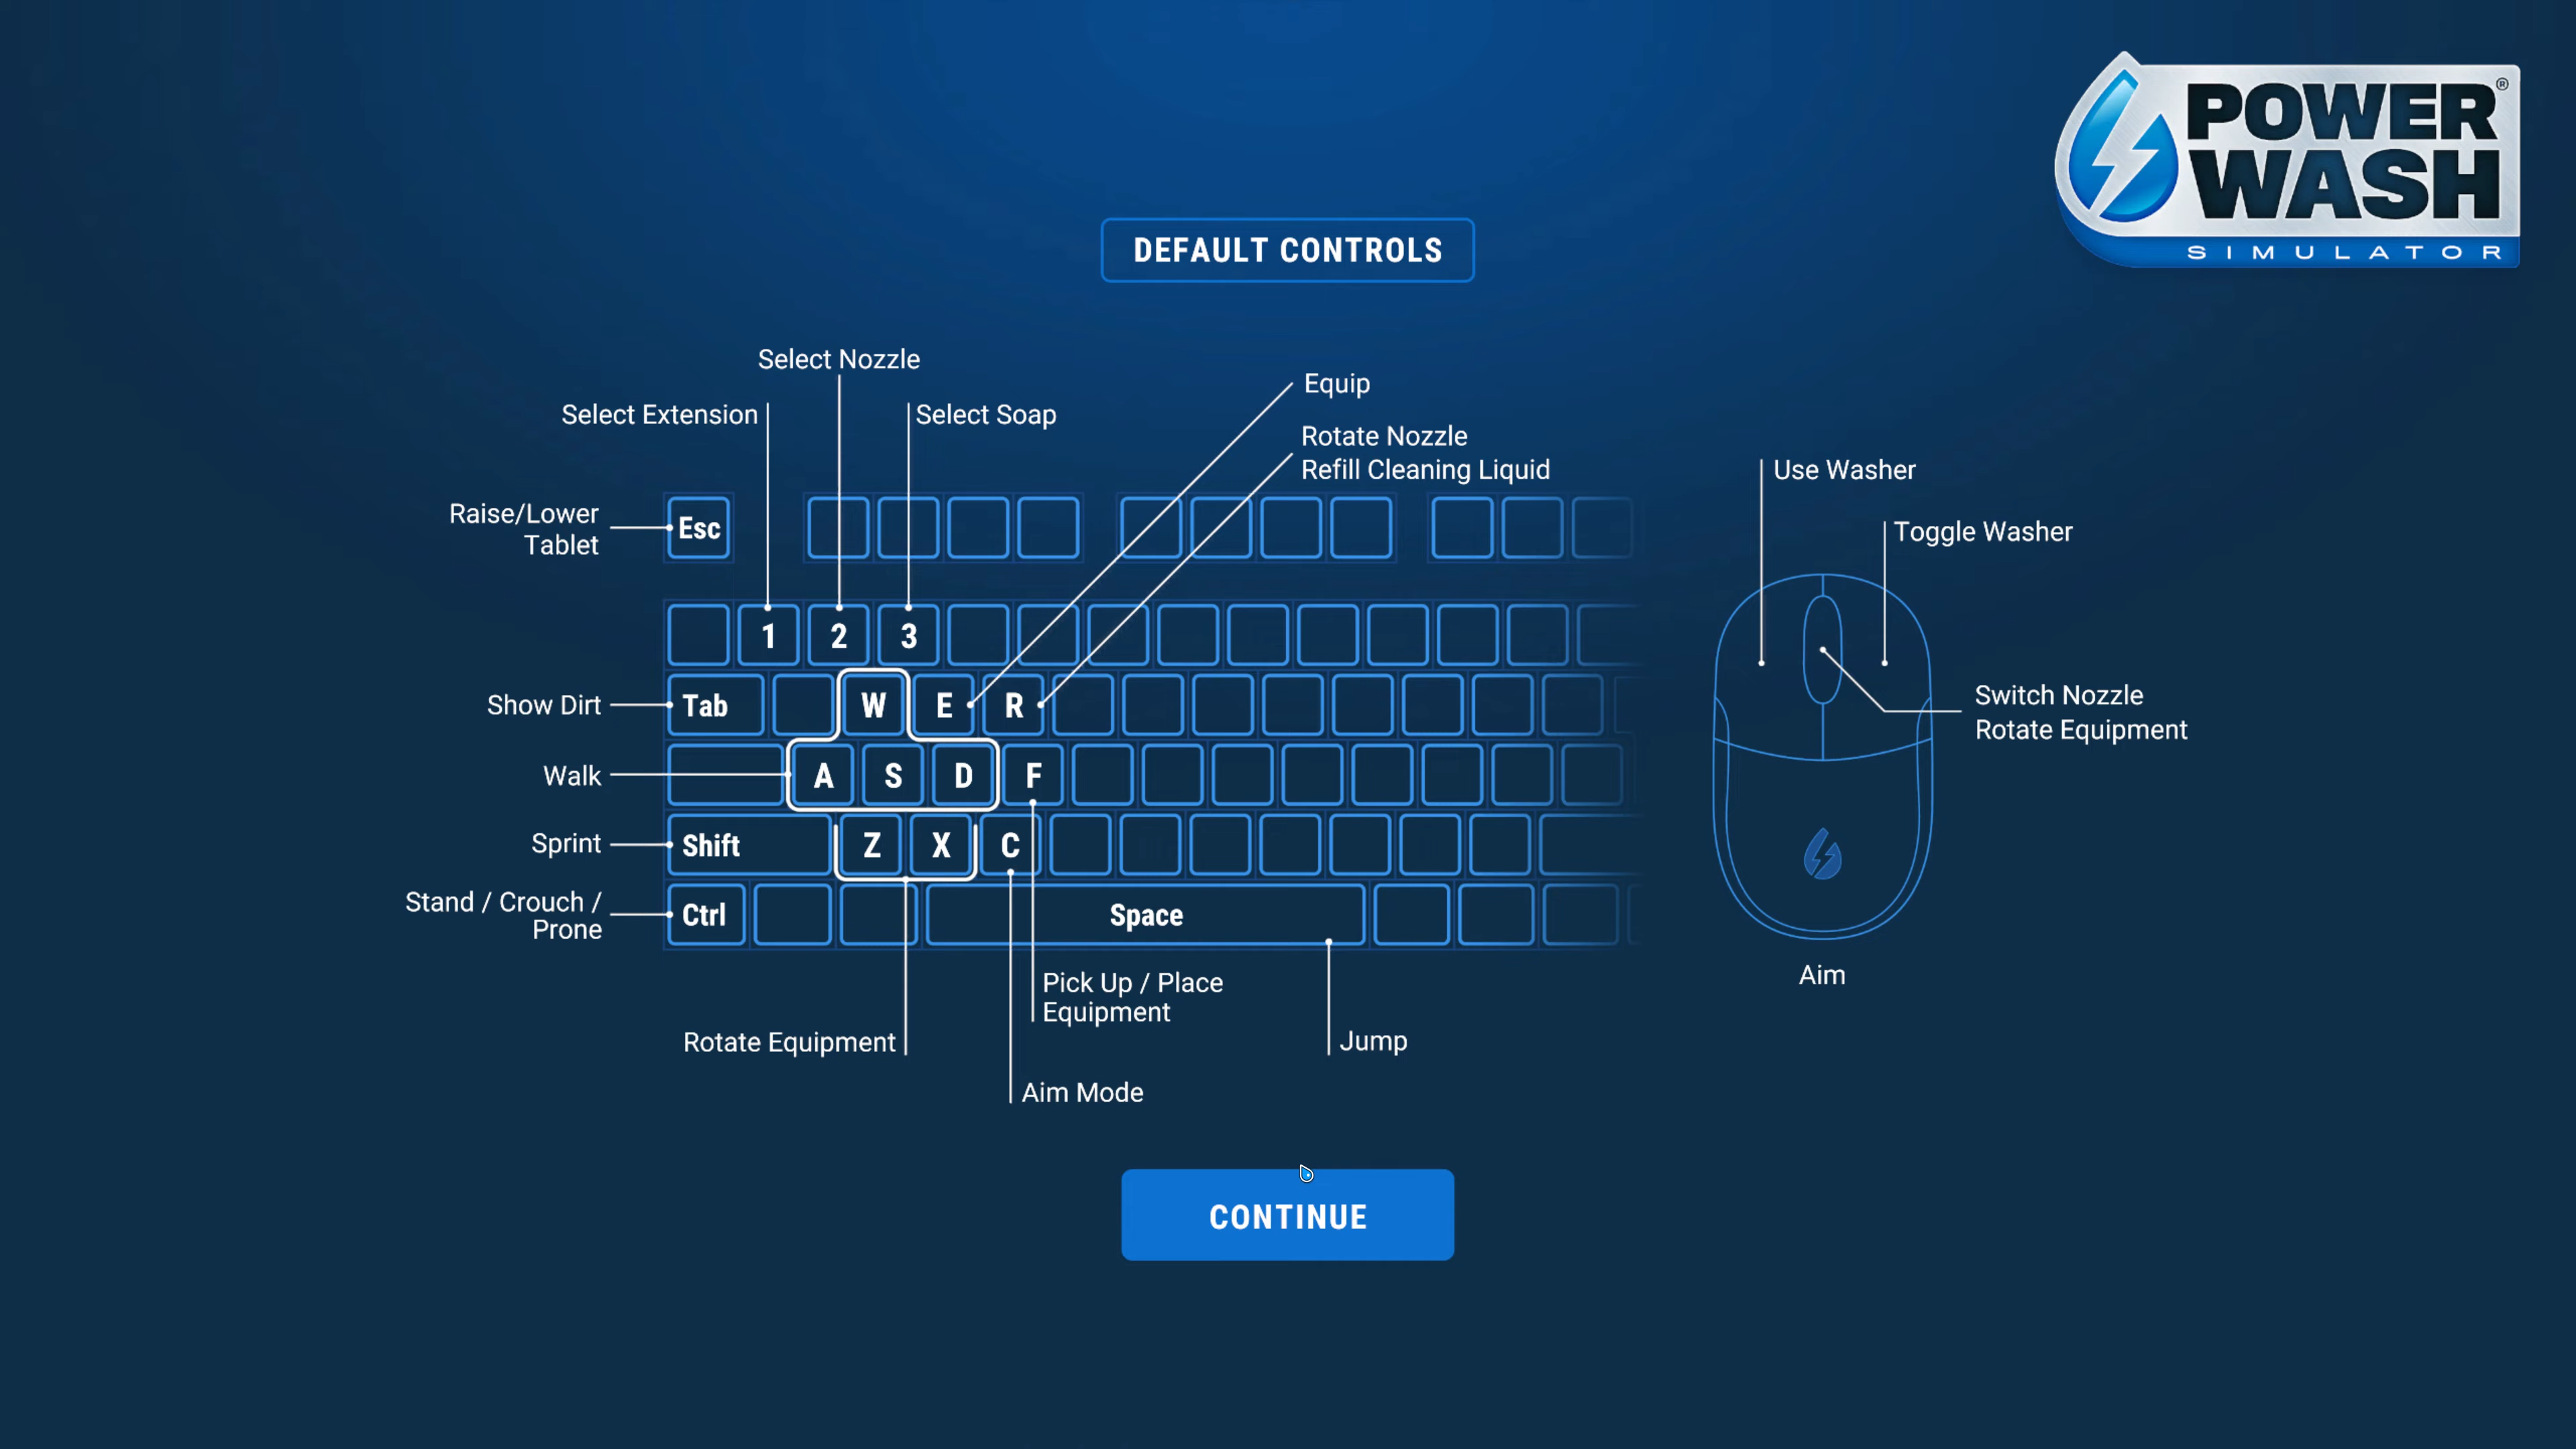 POWER®
WASH
SIMULATOR
DEFAULT CONTROLS
Select Nozzle
Select Extension
Select Soap
Equip
Rotate Nozzle
Refill Cleaning Liquid
Use Washer
Toggle Washer
Raise/Lower
Tablet
Esc
1 2 3
Show Dirt
Tab W E R
Switch Nozzle
Rotate Equipment
Walk
A S D F
Sprint
Shift Z X C
Stand / Crouch /
Prone
Ctrl Space
Aim
Pick Up / Place
Equipment
Rotate Equipment
Jump
Aim Mode
CONTINUE